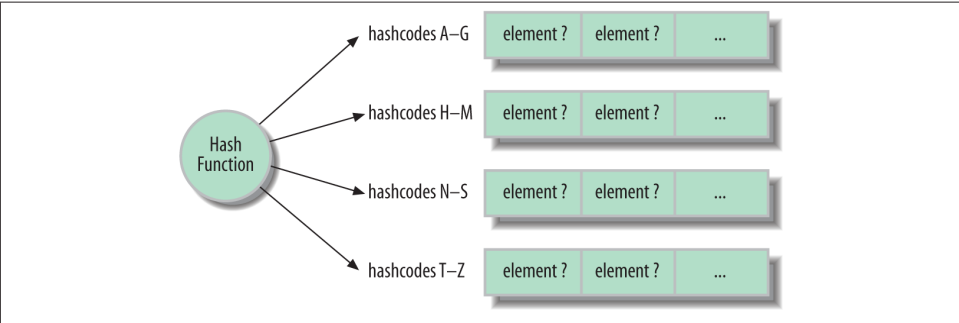 Hash
Function
hashcodes A–G
element ? element ? ...
hashcodes H–M
element ? element ? ...
hashcodes N–S
element ? element ? ...
hashcodes T–Z
element ? element ? ...